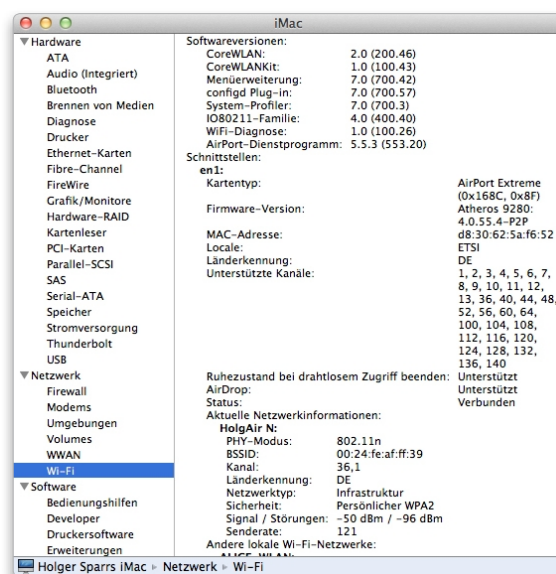 iMac
Hardware
ATA
Audio (Integriert)
Bluetooth
Brennen von Medien
Diagnose
Drucker
Ethernet-Karten
Fibre-Channel
FireWire
Grafik/Monitore
Hardware-RAID
Kartenleser
PCI-Karten
Parallel-SCSI
SAS
Serial-ATA
Speicher
Stromversorgung
Thunderbolt
USB
Netzwerk
Firewall
Modems
Umgebungen
Volumes
WWAN
Wi-Fi
Software
Bedienungshilfen
Developer
Druckersoftware
Erweiterungen
Softwareversionen:
CoreWLAN: 2.0 (200.46)
CoreWLANKit: 1.0 (100.43)
Menüerweiterung: 7.0 (700.42)
configd Plug-in: 7.0 (700.57)
System-Profiler: 7.0 (700.3)
IO80211-Familie: 4.0 (400.40)
WiFi-Diagnose: 1.0 (100.26)
AirPort-Dienstprogramm: 5.5.3 (553.20)
Schnittstellen:
en1:
Kartentyp: AirPort Extreme
(0x168C, 0x8F)
Firmware-Version: Atheros 9280:
4.0.55.4-P2P
MAC-Adresse: d8:30:62:5a:f6:52
Locale: ETSI
Länderkennung: DE
Unterstützte Kanäle: 1, 2, 3, 4, 5, 6, 7,
8, 9, 10, 11, 12,
13, 36, 40, 44, 48,
52, 56, 60, 64,
100, 104, 108,
112, 116, 120,
124, 128, 132,
136, 140
Ruhezustand bei drahtlosem Zugriff beenden: Unterstützt
AirDrop: Unterstützt
Status: Verbunden
Aktuelle Netzwerkinformationen:
HolgAir N:
PHY-Modus: 802.11n
BSSID: 00:24:fe:af:ff:39
Kanal: 36,1
Länderkennung: DE
Netzwerktyp: Infrastruktur
Sicherheit: Persönlicher WPA2
Signal / Störungen: -50 dBm / -96 dBm
Senderate: 121
Andere lokale Wi-Fi-Netzwerke:
ALICE-WLAN:
Holger Sparrs iMac ▸ Netzwerk ▸ Wi-Fi